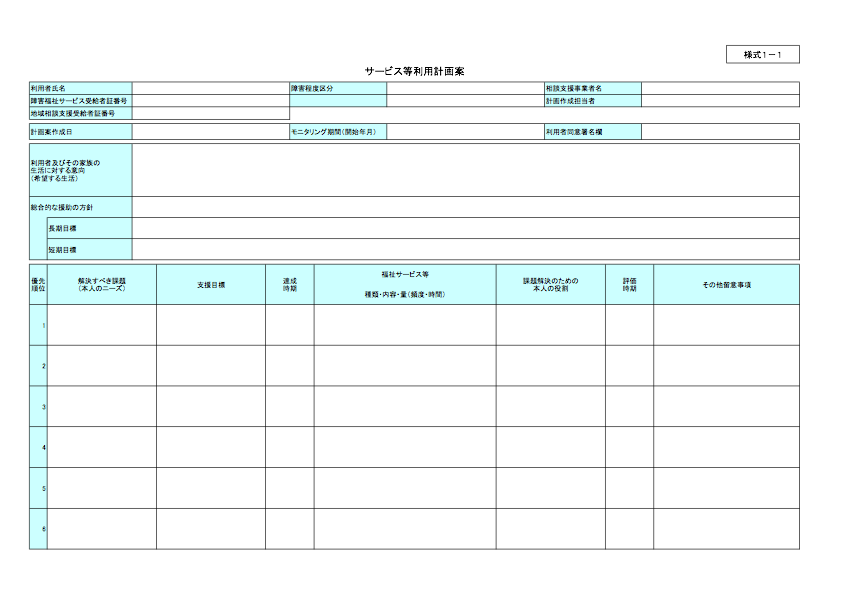 様式1-1
サービス等利用計画案
利用者氏名
障害程度区分
相談支援事業者名
障害福祉サービス受給者証番号
計画作成担当者
地域相談支援受給者証番号
計画案作成日
モニタリング期間(開始年月)
利用者同意署名欄
利用者及びその家族の
生活に対する意向
(希望する生活)
総合的な援助の方針
長期目標
短期目標
優先
順位
解決すべき課題
(本人のニーズ)
支援目標
達成
時期
福祉サービス等
種類・内容・量(頻度・時間)
課題解決のための
本人の役割
評価
時期
その他留意事項
1
2
3
4
5
6